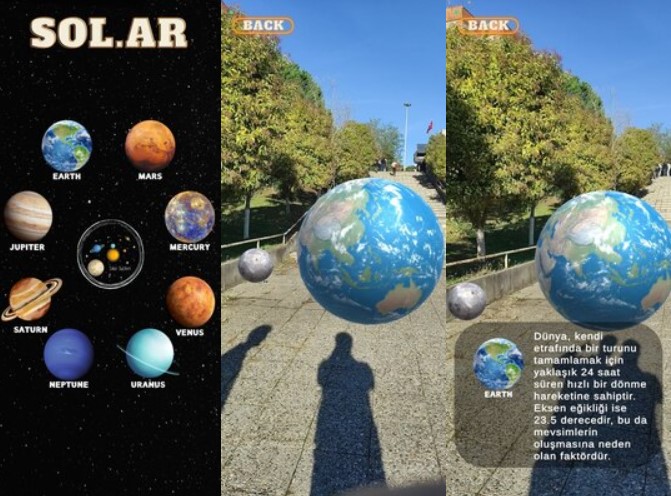 SOL.AR
EARTH
MARS
JUPITER
MERCURY
SATURN
VENUS
NEPTUNE
URANUS
BACK
BACK
Dünya, kendi
etrafında bir turunu
tamamlamak için
yaklaşık 24 saat
süren hızlı bir dönme
hareketine sahiptir.
Eksen eğikliği ise
23.5 derecedir, bu da
mevsimlerin
oluşmasına neden
olan faktördür.
EARTH